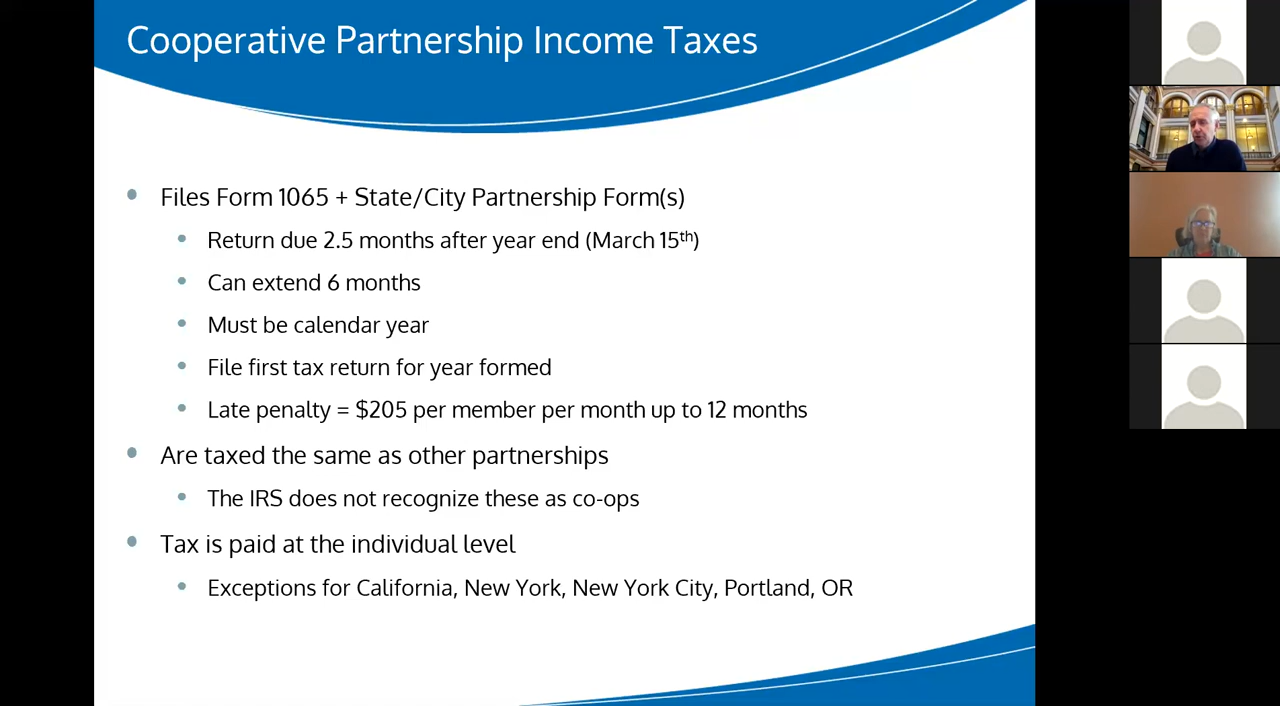 Cooperative Partnership Income Taxes
Files Form 1065 + State/City Partnership Form(s)
Return due 2.5 months after year end (March 15th)
Can extend 6 months
Must be calendar year
File first tax return for year formed
Late penalty = $205 per member per month up to 12 months
Are taxed the same as other partnerships
The IRS does not recognize these as co-ops
Tax is paid at the individual level
Exceptions for California, New York, New York City, Portland, OR